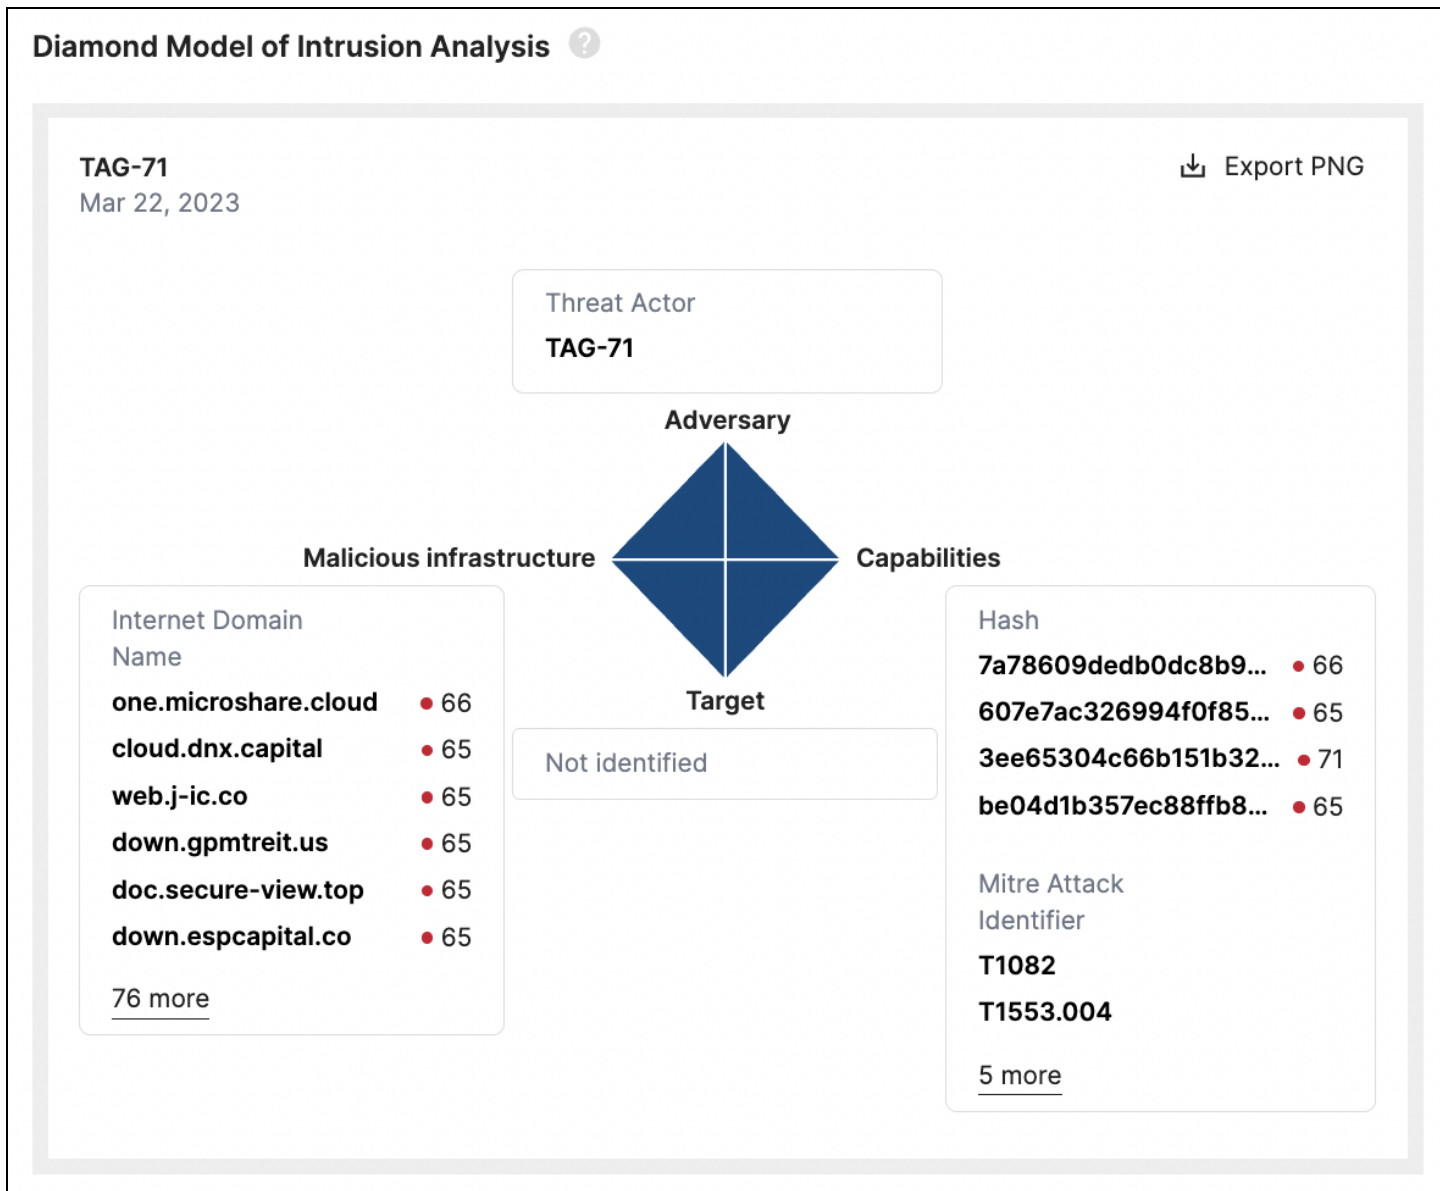 Diamond Model of Intrusion Analysis ?
TAG-71
Mar 22, 2023
Export PNG
Threat Actor
TAG-71
Adversary
Malicious infrastructure
Capabilities
Target
Not identified
Internet Domain
Name
one.microshare.cloud 66
cloud.dnx.capital 65
web.j-ic.co 65
down.gpmtreit.us 65
doc.secure-view.top 65
down.espcapital.co 65
76 more
Hash
7a78609dedb0dc8b9... 66
607e7ac326994f0f85... 65
3ee65304c66b151b32... 71
be04d1b357ec88ffb8... 65
Mitre Attack
Identifier
T1082
T1553.004
5 more